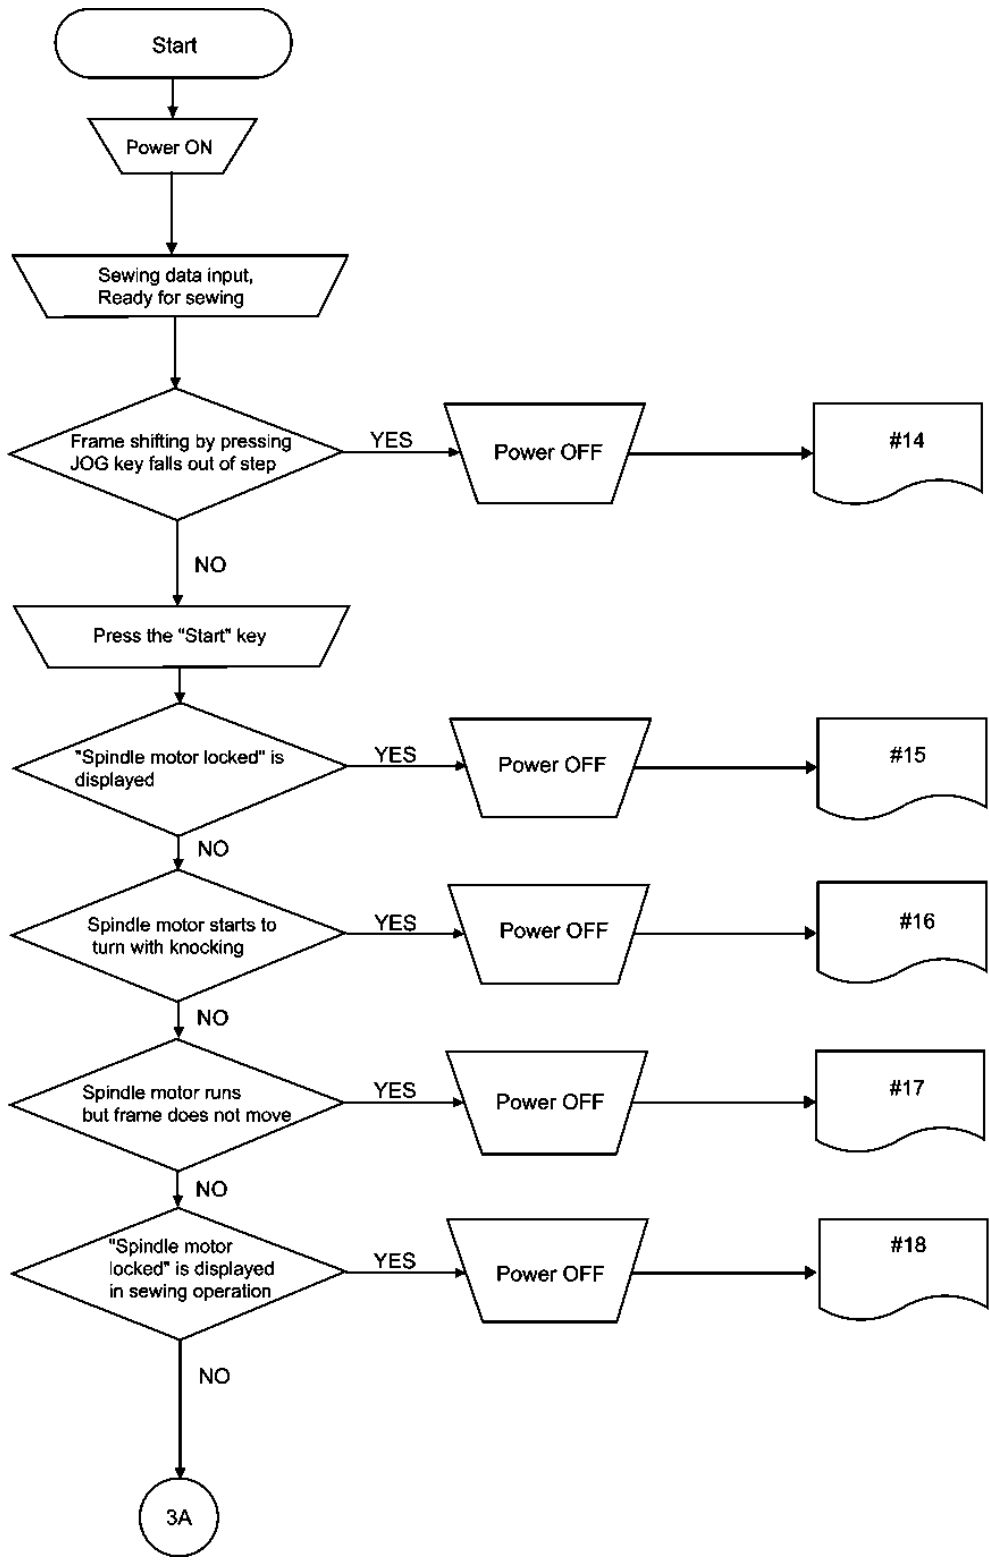 Start
Power ON
Sewing data input,
Ready for sewing
Frame shifting by pressing
JOG key falls out of step
YES
Power OFF
#14
NO
Press the "Start" key
"Spindle motor locked" is
displayed
YES
Power OFF
#15
NO
Spindle motor starts to
turn with knocking
YES
Power OFF
#16
NO
Spindle motor runs
but frame does not move
YES
Power OFF
#17
NO
"Spindle motor
locked" is displayed
in sewing operation
YES
Power OFF
#18
NO
3A